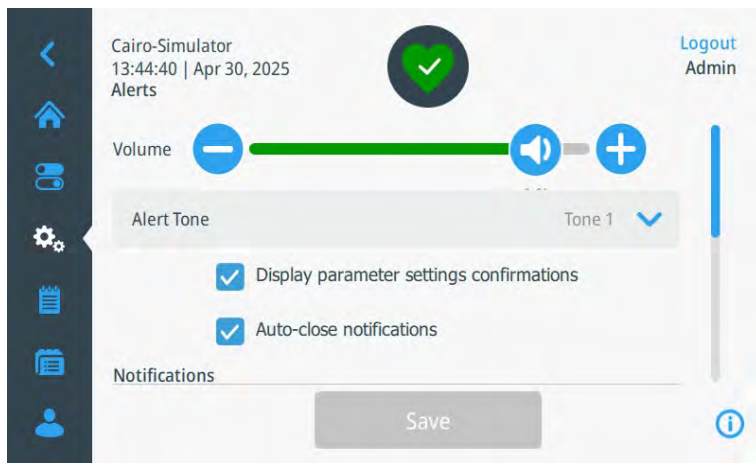 Cairo-Simulator
13:44:40 | Apr 30, 2025
Alerts
Logout
Admin
Volume
Alert Tone
Tone 1
Display parameter settings confirmations
Auto-close notifications
Notifications
Save